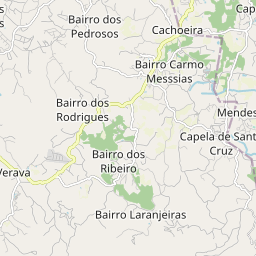 Bairro dos
Pedrosos
Cachoeira
Cap
Bairro Carmo
Messsias
Bairro dos
Rodrigues
Mendes
Capela de Sant
Cruz
Bairro dos
Ribeiro
Verava
Bairro Laranjeiras